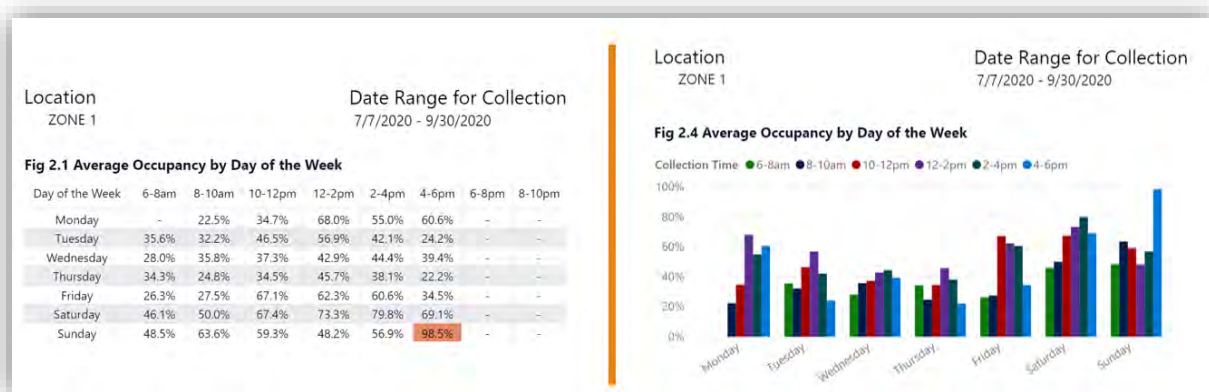 Location
ZONE 1
Date Range for Collection
7/7/2020 - 9/30/2020
Fig 2.1 Average Occupancy by Day of the Week
Day of the Week 6-8am 8-10am 10-12pm 12-2pm 2-4pm 4-6pm 6-8pm 8-10pm
Monday - 22.5% 34.7% 68.0% 55.0% 60.6% - -
Tuesday 35.6% 32.2% 46.5% 56.9% 42.1% 24.2% - -
Wednesday 28.0% 35.8% 37.3% 42.9% 44.4% 39.4% - -
Thursday 34.3% 24.8% 34.5% 45.7% 38.1% 22.2% - -
Friday 26.3% 27.5% 67.1% 62.3% 60.6% 34.5% - -
Saturday 46.1% 50.0% 67.4% 73.3% 79.8% 69.1% - -
Sunday 48.5% 63.6% 59.3% 48.2% 56.9% 98.5% - -
Location
ZONE 1
Date Range for Collection
7/7/2020 - 9/30/2020
Fig 2.4 Average Occupancy by Day of the Week
Collection Time 6-8am 8-10am 10-12pm 12-2pm 2-4pm 4-6pm
100%
80%
60%
40%
20%
0%
Monday Tuesday Wednesday Thursday Friday Saturday Sunday